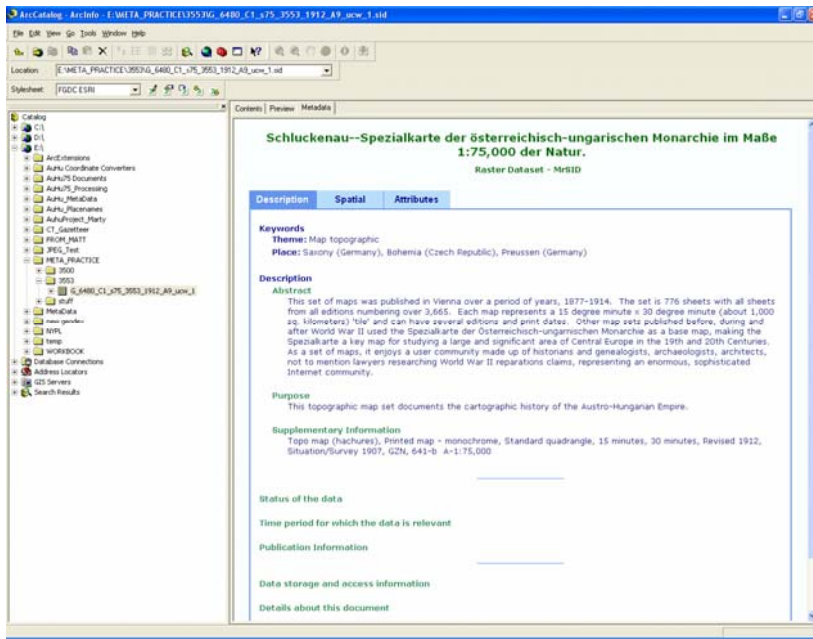 ArcCatalog - ArcInfo - E:\META_PRACTICE\3553\G_6480_C1_s75_3553_1912_A9_ucw_1.sid
File Edit View Go Tools Window Help
Location: E:\META_PRACTICE\3553\G_6480_C1_s75_3553_1912_A9_ucw_1.sid
Stylesheet: FGDC ESRI
Catalog
C:\
D:\
E:\
ArcExtensions
AuHu Coordinate Converters
AuHu75 Documents
AuHu75_Processing
AuHu_MetaData
AuHu_Placenames
AuhuProject_Marty
CT_Gazetteer
FROM_MATT
JPEG_Test
META_PRACTICE
3500
3553
G_6480_C1_s75_3553_1912_A9_ucw_1
stuff
MetaData
new geodex
NYPL
temp
WORKBOOK
Database Connections
Address Locators
GIS Servers
Search Results
Contents Preview Metadata
Schluckenau--Spezialkarte der österreichisch-ungarischen Monarchie im Maße
1:75,000 der Natur.
Raster Dataset - MrSID
Description Spatial Attributes
Keywords
Theme: Map topographic
Place: Saxony (Germany), Bohemia (Czech Republic), Preussen (Germany)
Description
Abstract
This set of maps was published in Vienna over a period of years, 1877-1914. The set is 776 sheets with all sheets
from all editions numbering over 3,665. Each map represents a 15 degree minute x 30 degree minute (about 1,000
sq. kilometers) 'tile' and can have several editions and print dates. Other map sets published before, during and
after World War II used the Spezialkarte der Österreichisch-ungarischen Monarchie as a base map, making the
Spezialkarte a key map for studying a large and significant area of Central Europe in the 19th and 20th Centuries.
As a set of maps, it enjoys a user community made up of historians and genealogists, archaeologists, architects,
not to mention lawyers researching World War II reparations claims, representing an enormous, sophisticated
Internet community.
Purpose
This topographic map set documents the cartographic history of the Austro-Hungarian Empire.
Supplementary Information
Topo map (hachures), Printed map - monochrome, Standard quadrangle, 15 minutes, 30 minutes, Revised 1912,
Situation/Survey 1907, GZN, 641-b A-1:75,000
Status of the data
Time period for which the data is relevant
Publication Information
Data storage and access information
Details about this document